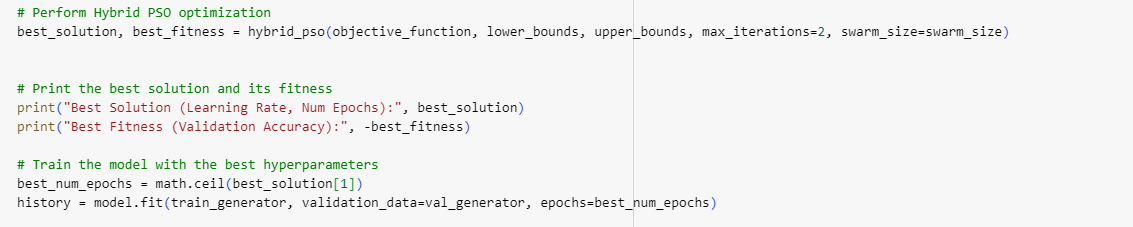 # Perform Hybrid PSO optimization
best_solution, best_fitness = hybrid_pso(objective_function, lower_bounds, upper_bounds, max_iterations=2, swarm_size=swarm_size)
# Print the best solution and its fitness
print("Best Solution (Learning Rate, Num Epochs):", best_solution)
print("Best Fitness (Validation Accuracy):", -best_fitness)
# Train the model with the best hyperparameters
best_num_epochs = math.ceil(best_solution[1])
history = model.fit(train_generator, validation_data=val_generator, epochs=best_num_epochs)